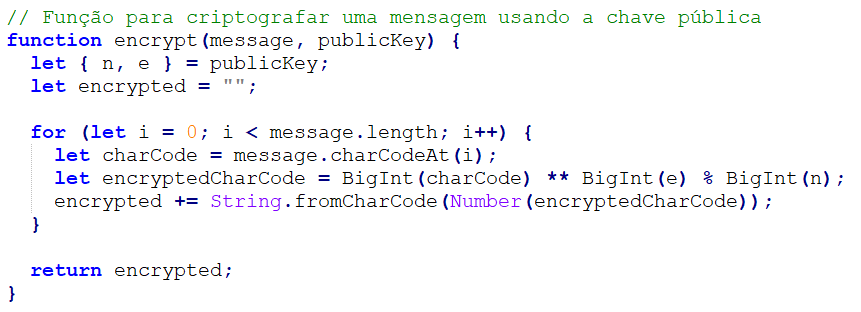 // Função para criptografar uma mensagem usando a chave pública
function encrypt(message, publicKey) {
  let { n, e } = publicKey;
  let encrypted = "";

  for (let i = 0; i < message.length; i++) {
    let charCode = message.charCodeAt(i);
    let encryptedCharCode = BigInt(charCode) ** BigInt(e) % BigInt(n);
    encrypted += String.fromCharCode(Number(encryptedCharCode));
  }

  return encrypted;
}